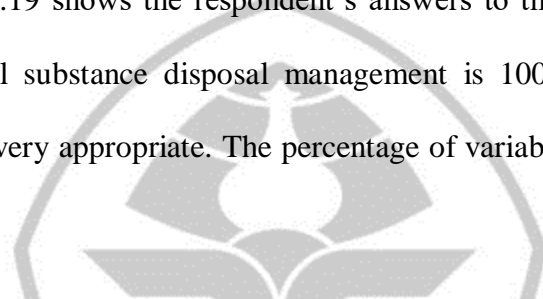 .19 shows the respondent's answers to th
l substance disposal management is 100
very appropriate. The percentage of variab